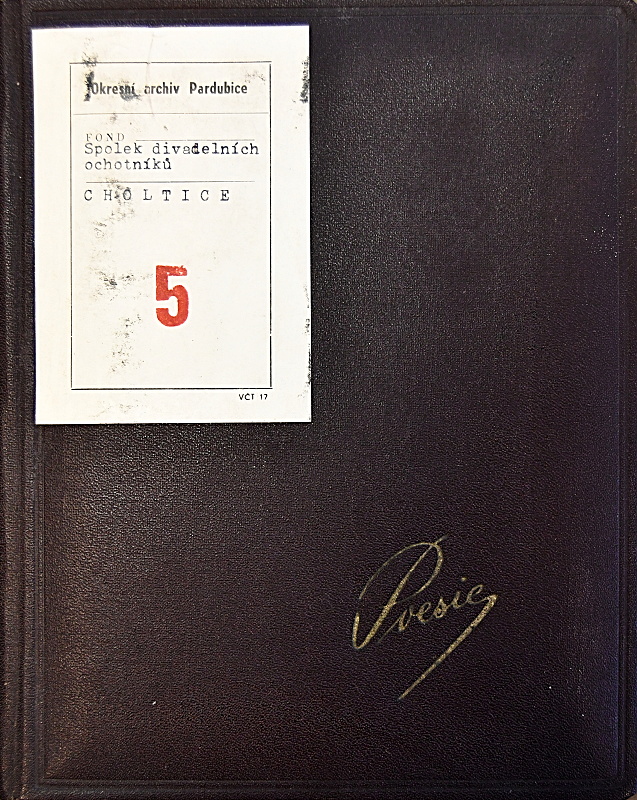 Okresní archiv Pardubice
FOND
Spolek divadelních
ochotníků
CHOLTICE
5
VČT 17
Poesie